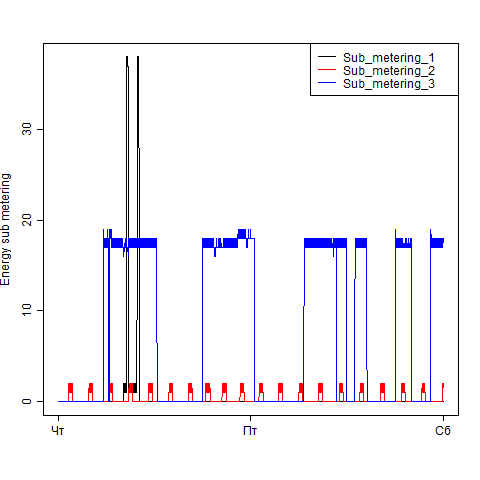 Sub_metering_1
Sub_metering_2
Sub_metering_3
Energy sub metering
30
20
10
0
Чт
Пт
Сб